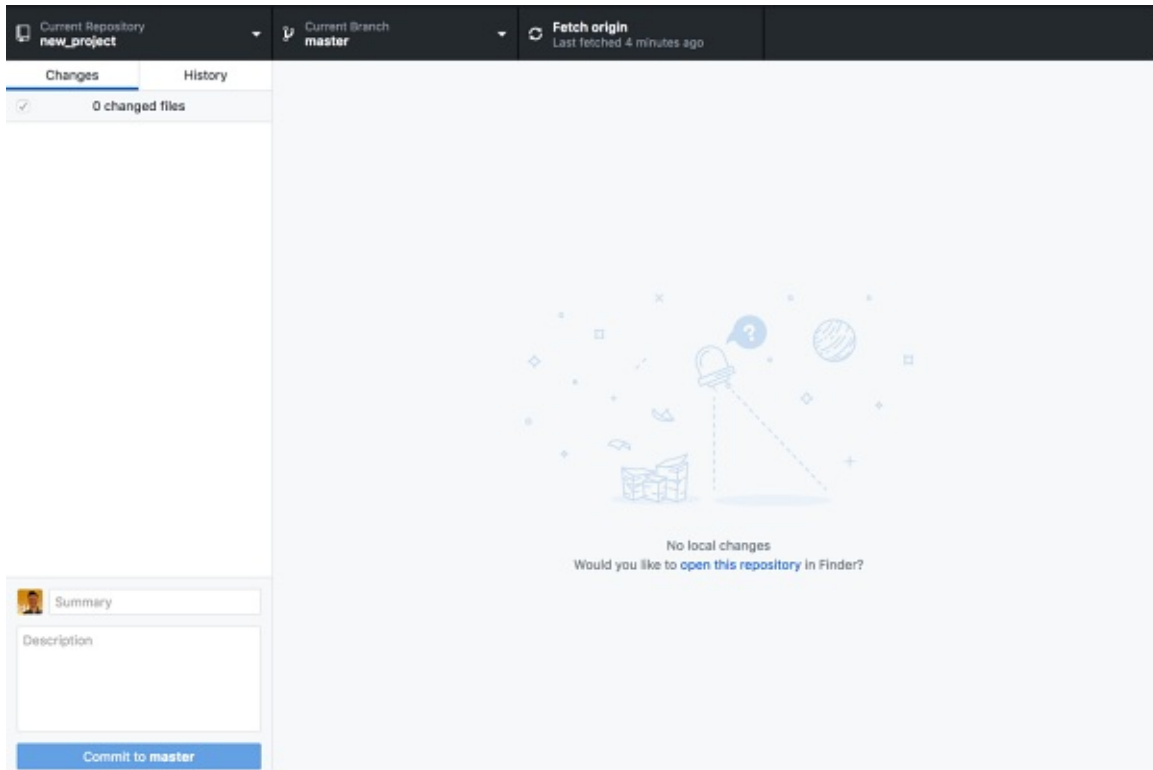 Current Repository
new_project
Current Branch
master
Fetch origin
Last fetched 4 minutes ago
Changes
History
0 changed files
?
No local changes
Would you like to open this repository in Finder?
Summary
Description
Commit to master